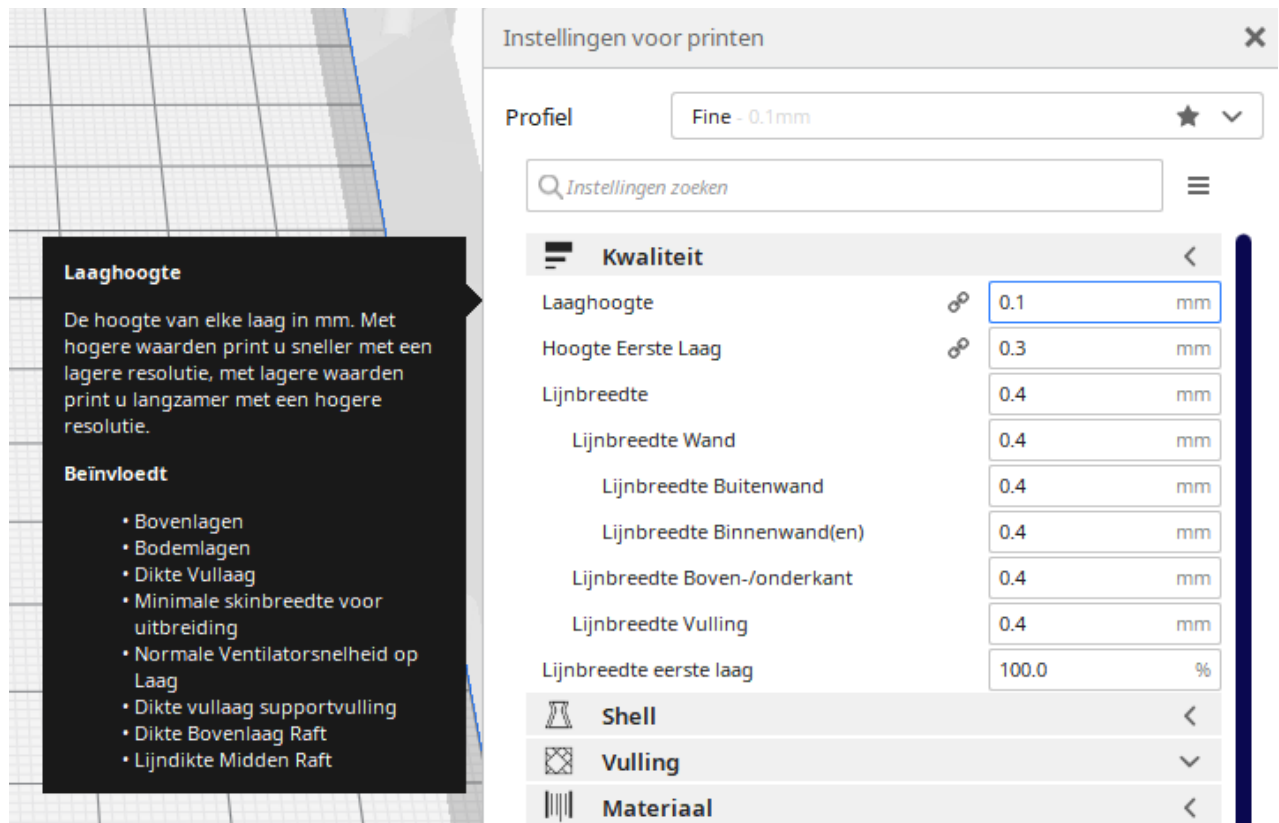 Instellingen voor printen
Profiel
Fine - 0.1mm
Instellingen zoeken
Kwaliteit
Laaghoogte
0.1 mm
Hoogte Eerste Laag
0.3 mm
Lijnbreedte
0.4 mm
Lijnbreedte Wand
0.4 mm
Lijnbreedte Buitenwand
0.4 mm
Lijnbreedte Binnenwand(en)
0.4 mm
Lijnbreedte Boven-/onderkant
0.4 mm
Lijnbreedte Vulling
0.4 mm
Lijnbreedte eerste laag
100.0 %
Shell
Vulling
Materiaal
Laaghoogte
De hoogte van elke laag in mm. Met
hogere waarden print u sneller met een
lagere resolutie, met lagere waarden
print u langzamer met een hogere
resolutie.
Beïnvloedt
• Bovenlagen
• Bodemlagen
• Dikte Vullaag
• Minimale skinbreedte voor
uitbreiding
• Normale Ventilatorsnelheid op
Laag
• Dikte vullaag supportvulling
• Dikte Bovenlaag Raft
• Lijndikte Midden Raft